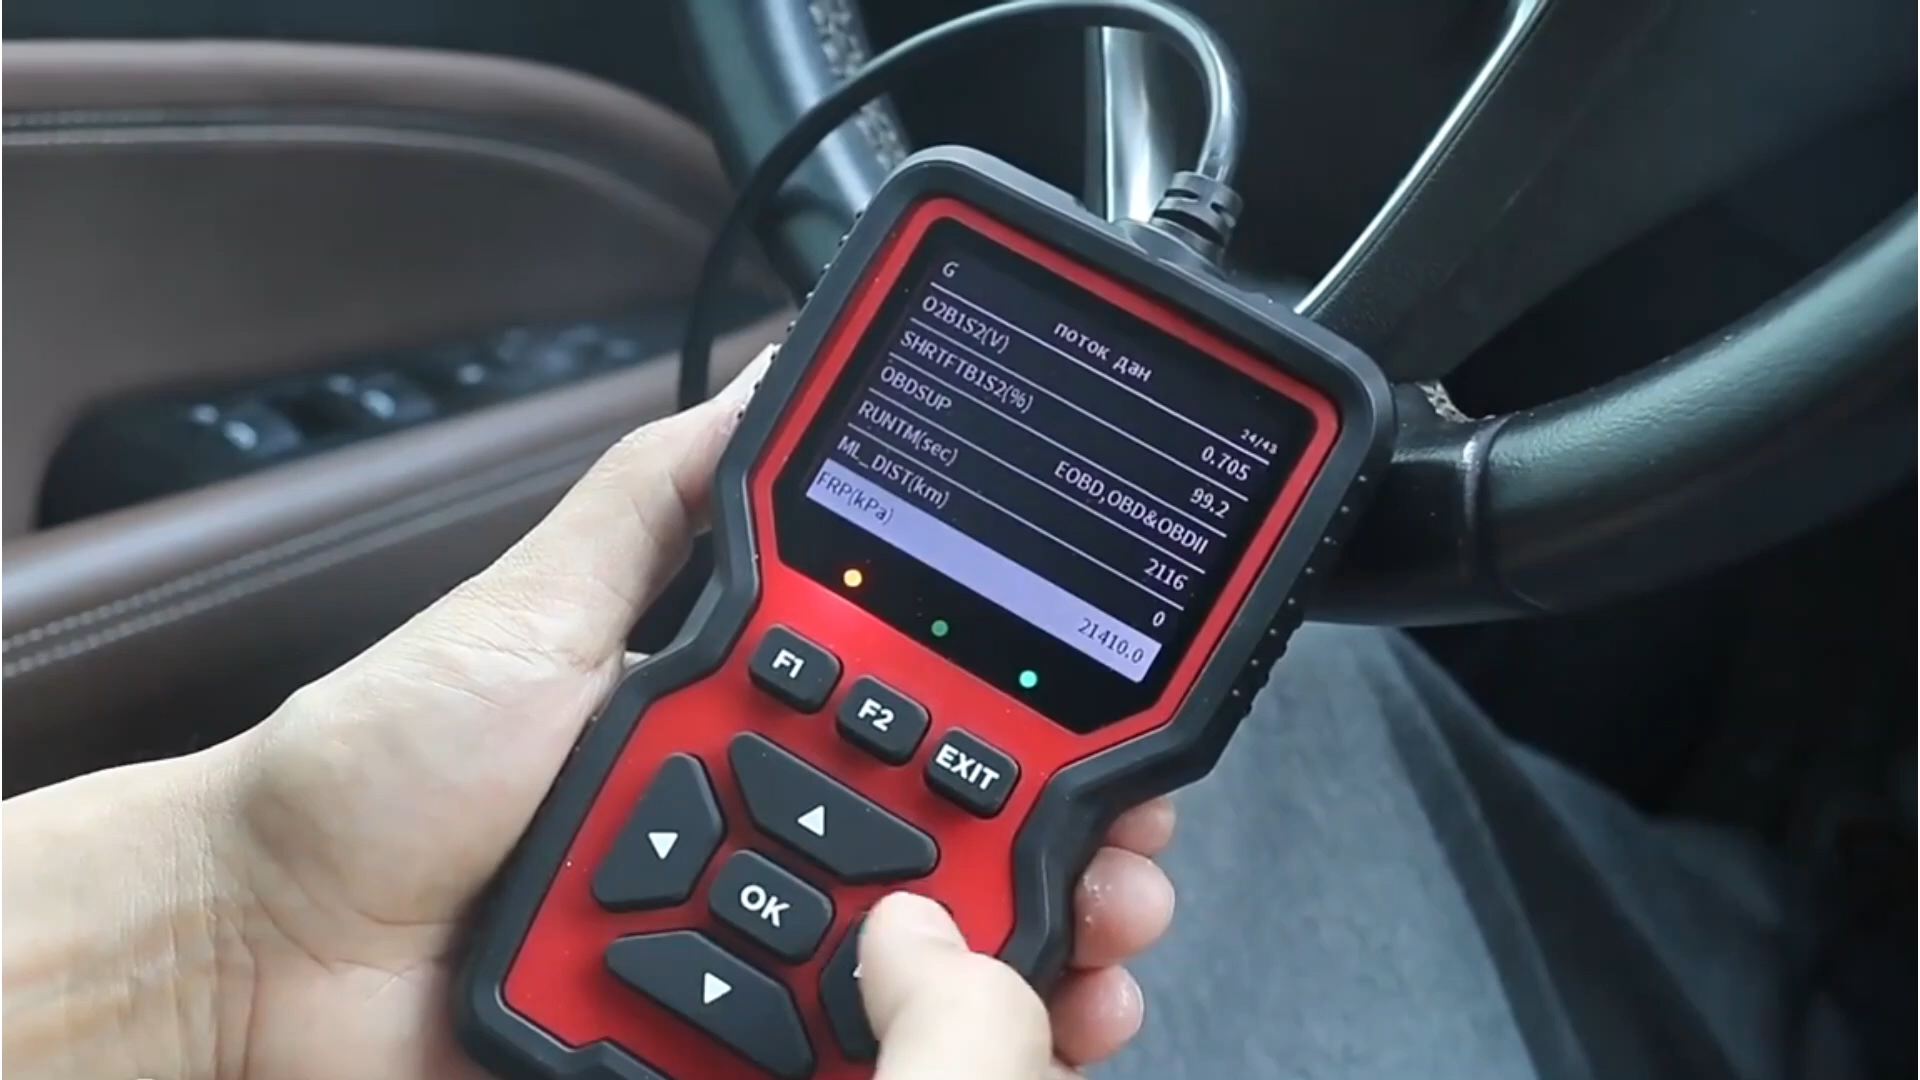 G
поток дан
24/43
O2B1S2(V) 0.705
SHRTFTB1S2(%) 99.2
OBDSUP EOBD,OBD&OBDII
RUNTM(sec) 2116
ML_DIST(km) 0
FRP(kPa) 21410.0
F1
F2
EXIT
OK